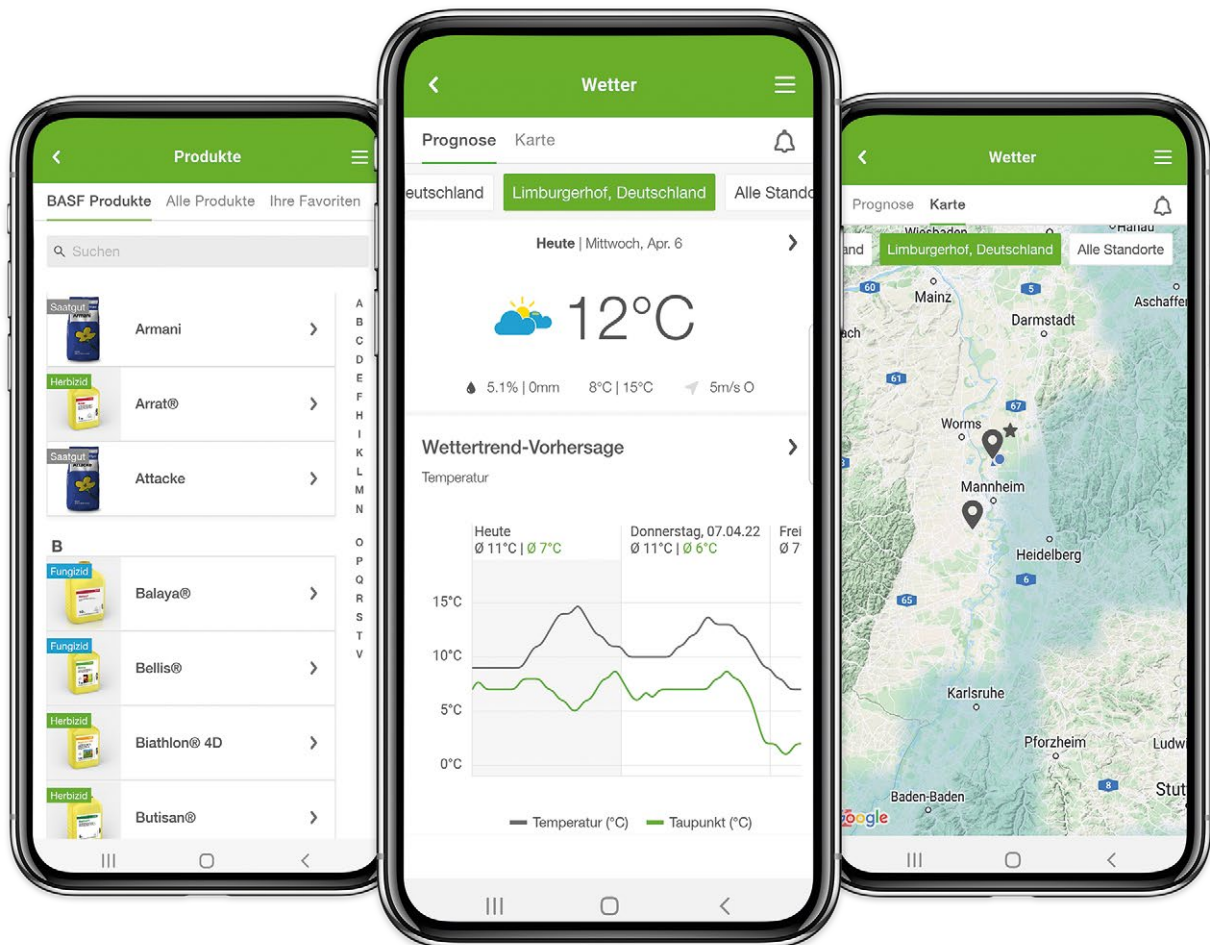 Produkte
BASF Produkte Alle Produkte Ihre Favoriten
Suchen
Saatgut
Armani
Herbizid
Arrat®
Saatgut
Attacke
B
Fungizid
Balaya®
Fungizid
Bellis®
Herbizid
Biathlon® 4D
Herbizid
Butisan®
A
B
C
D
E
F
H
I
K
L
M
N
O
P
Q
R
S
T
V
Wetter
Prognose Karte
eutschland Limburgerhof, Deutschland Alle Stando
Heute | Mittwoch, Apr. 6
12°C
5.1% | 0mm 8°C | 15°C 5m/s O
Wettertrend-Vorhersage
Temperatur
Heute Donnerstag, 07.04.22 Frei
Ø 11°C | Ø 7°C Ø 11°C | Ø 6°C Ø 7
15°C
10°C
5°C
0°C
Temperatur (°C) Taupunkt (°C)
Wetter
Prognose Karte
Wiesbaden Hanau
and Limburgerhof, Deutschland Alle Standorte
60 Mainz 5 Aschaffe
Darmstadt
ach
61
67
Worms
Mannheim
Heidelberg
6
65
Karlsruhe
Pforzheim Ludwi
8 Stut
Baden-Baden
Google